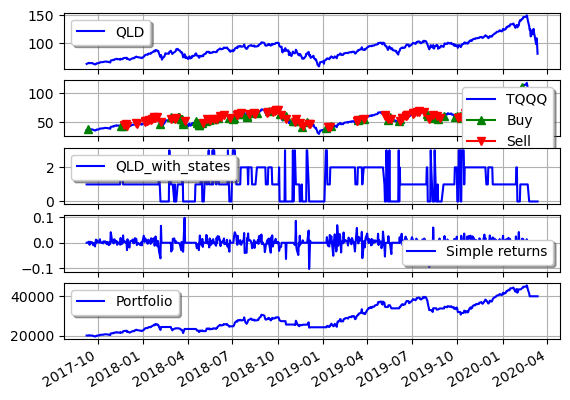 150
QLD
100
100
TQQQ
Buy
50
Sell
QLD_with_states
2
0
0.1
0.0
Simple returns
−0.1
Portfolio
40000
20000
2017-10 2018-01 2018-04 2018-07 2018-10 2019-01 2019-04 2019-07 2019-10 2020-01 2020-04